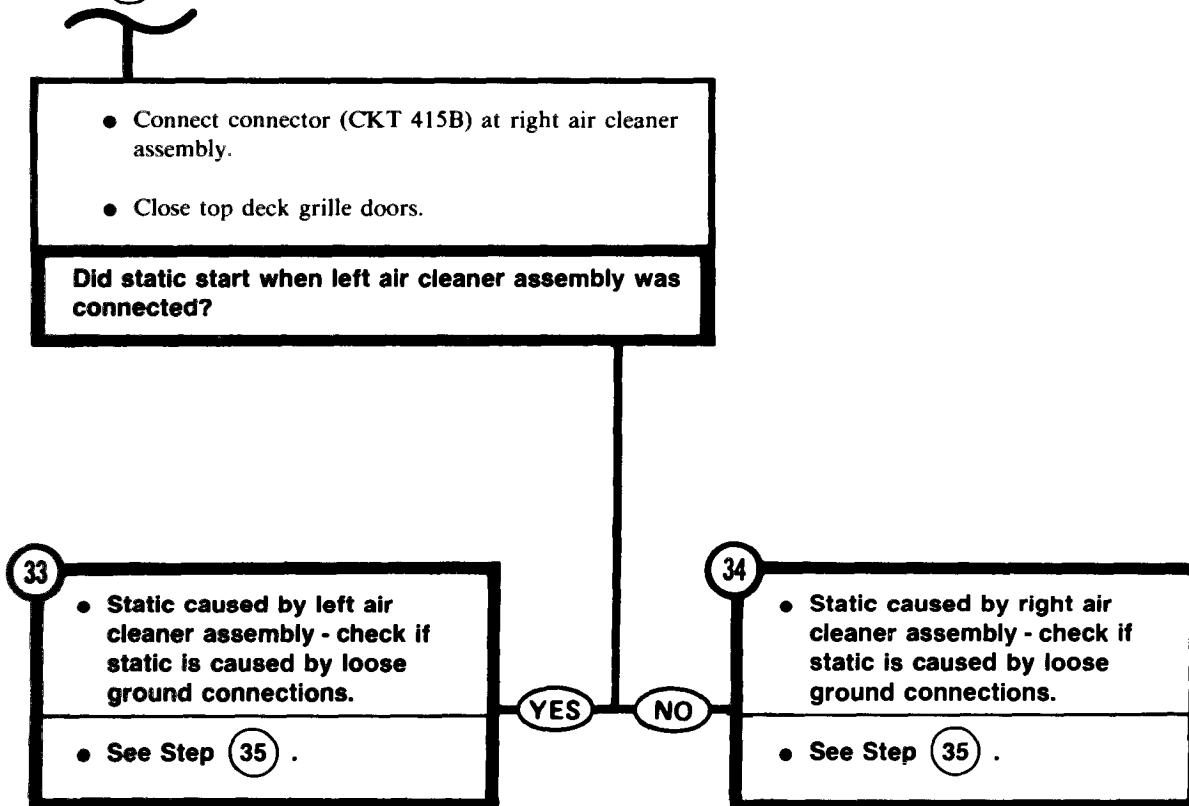 ● Connect connector (CKT 415B) at right air cleaner
assembly.
● Close top deck grille doors.
Did static start when left air cleaner assembly was
connected?
33
● Static caused by left air
cleaner assembly - check if
static is caused by loose
ground connections.
● See Step 35 .
YES
NO
34
● Static caused by right air
cleaner assembly - check if
static is caused by loose
ground connections.
● See Step 35 .